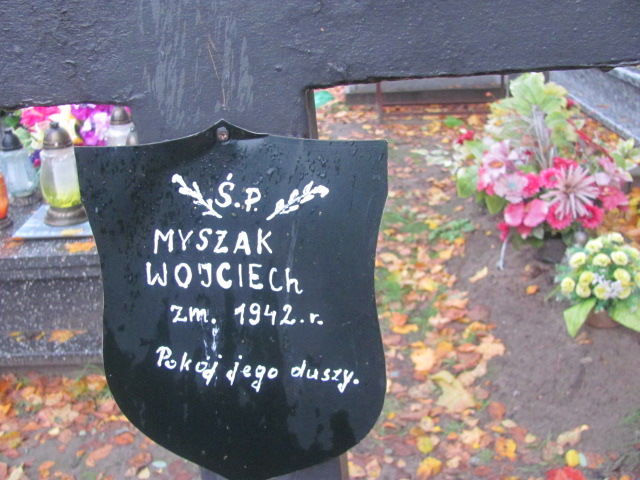 Ś.P.
MYSZAK
WOJCIECh
zm. 1942.r.
Pokój jego duszy.